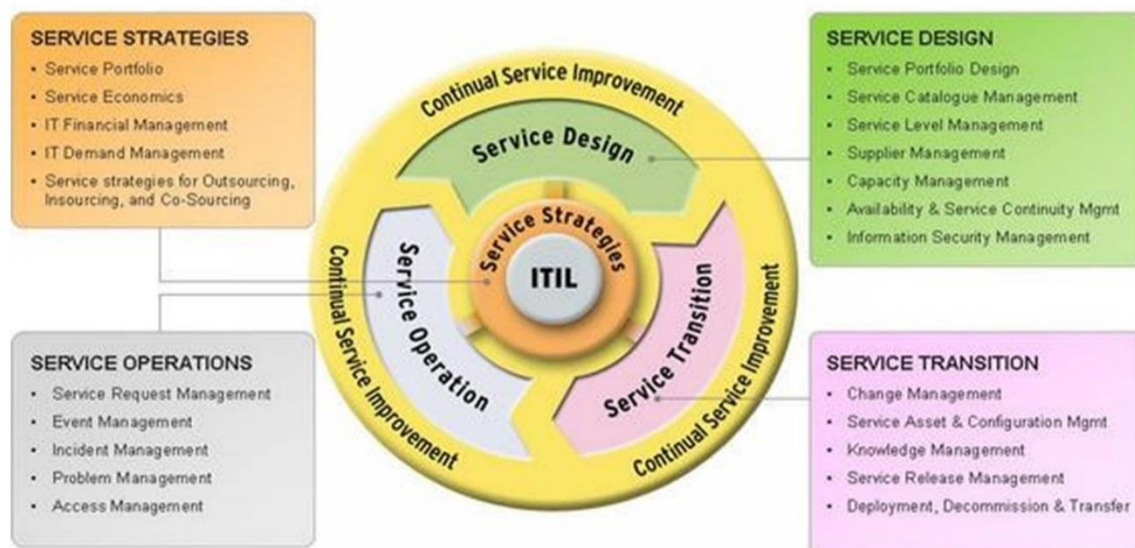 SERVICE STRATEGIES
Service Portfolio
Service Economics
IT Financial Management
IT Demand Management
Service strategies for Outsourcing,
Insourcing, and Co-Sourcing
SERVICE OPERATIONS
Service Request Management
Event Management
Incident Management
Problem Management
Access Management
Continual Service Improvement
Service Design
Service Strategies
ITIL
Service Operation
Service Transition
Continual Service Improvement
Continual Service Improvement
SERVICE DESIGN
Service Portfolio Design
Service Catalogue Management
Service Level Management
Supplier Management
Capacity Management
Availability & Service Continuity Mgmt
Information Security Management
SERVICE TRANSITION
Change Management
Service Asset & Configuration Mgmt
Knowledge Management
Service Release Management
Deployment, Decommission & Transfer